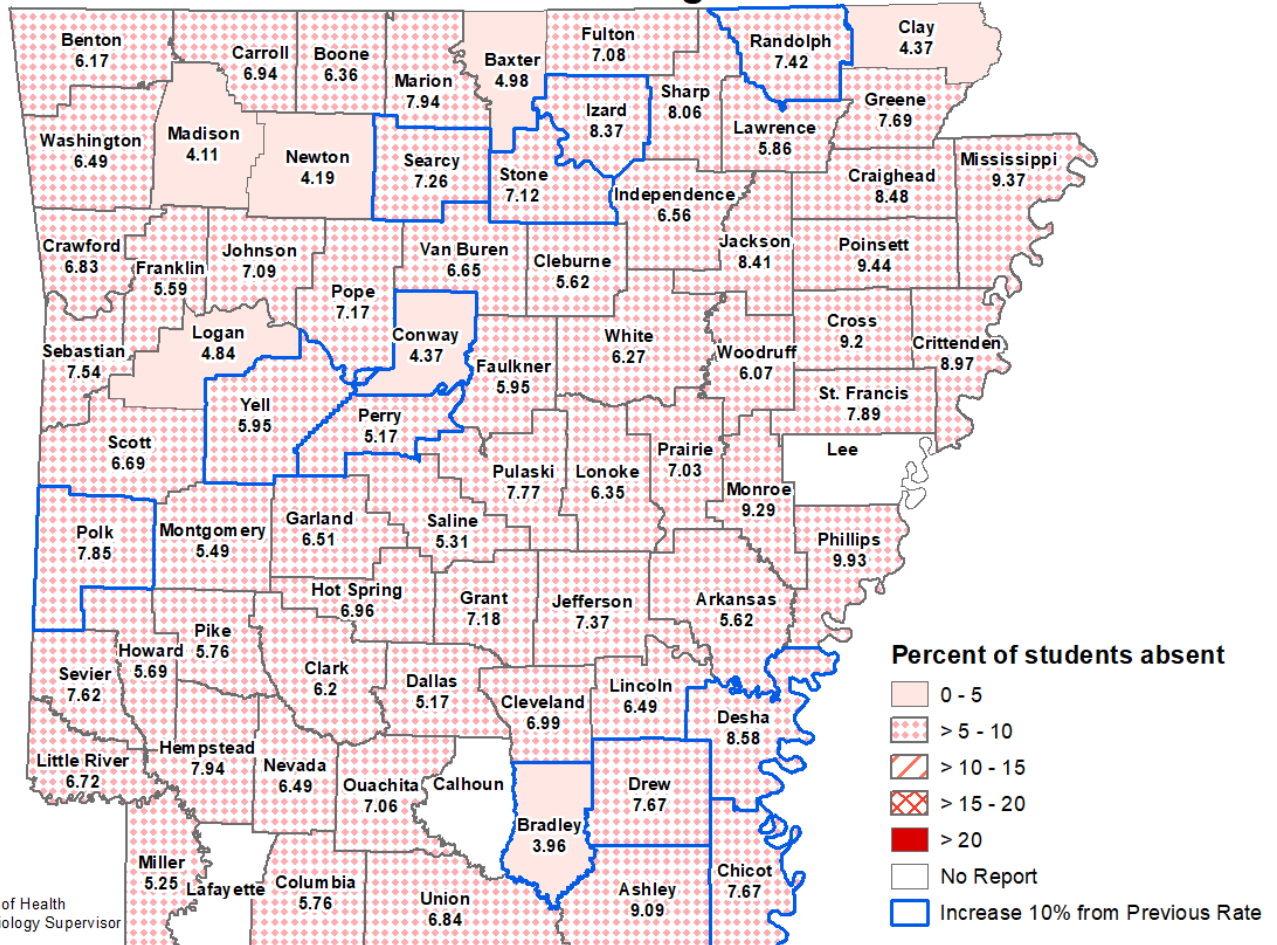 Benton
6.17
Carroll
6.94
Boone
6.36
Marion
7.94
Baxter
4.98
Fulton
7.08
Randolph
7.42
Clay
4.37
Sharp
8.06
Izard
8.37
Greene
7.69
Lawrence
5.86
Washington
6.49
Madison
4.11
Newton
4.19
Searcy
7.26
Stone
7.12
Independence
6.56
Craighead
8.48
Mississippi
9.37
Crawford
6.83
Franklin
5.59
Johnson
7.09
Pope
7.17
Van Buren
6.65
Cleburne
5.62
Jackson
8.41
Poinsett
9.44
Sebastian
7.54
Logan
4.84
Conway
4.37
Faulkner
5.95
White
6.27
Woodruff
6.07
Cross
9.2
Crittenden
8.97
St. Francis
7.89
Yell
5.95
Perry
5.17
Scott
6.69
Pulaski
7.77
Lonoke
6.35
Prairie
7.03
Lee
Monroe
9.29
Polk
7.85
Montgomery
5.49
Garland
6.51
Saline
5.31
Phillips
9.93
Hot Spring
6.96
Grant
7.18
Jefferson
7.37
Arkansas
5.62
Howard
5.69
Pike
5.76
Sevier
7.62
Clark
6.2
Dallas
5.17
Cleveland
6.99
Lincoln
6.49
Desha
8.58
Little River
6.72
Hempstead
7.94
Nevada
6.49
Ouachita
7.06
Calhoun
Bradley
3.96
Drew
7.67
Miller
5.25
Lafayette
Columbia
5.76
Union
6.84
Ashley
9.09
Chicot
7.67
Percent of students absent
0 - 5
> 5 - 10
> 10 - 15
> 15 - 20
> 20
No Report
Increase 10% from Previous Rate
of Health
iology Supervisor